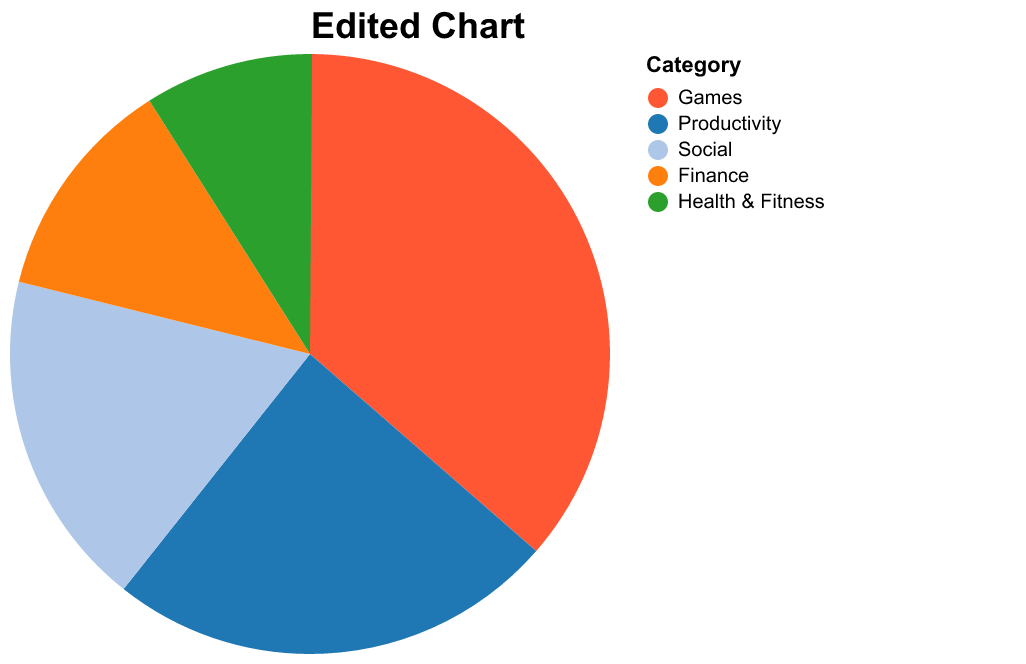 Edited Chart
Category
Games
Productivity
Social
Finance
Health & Fitness